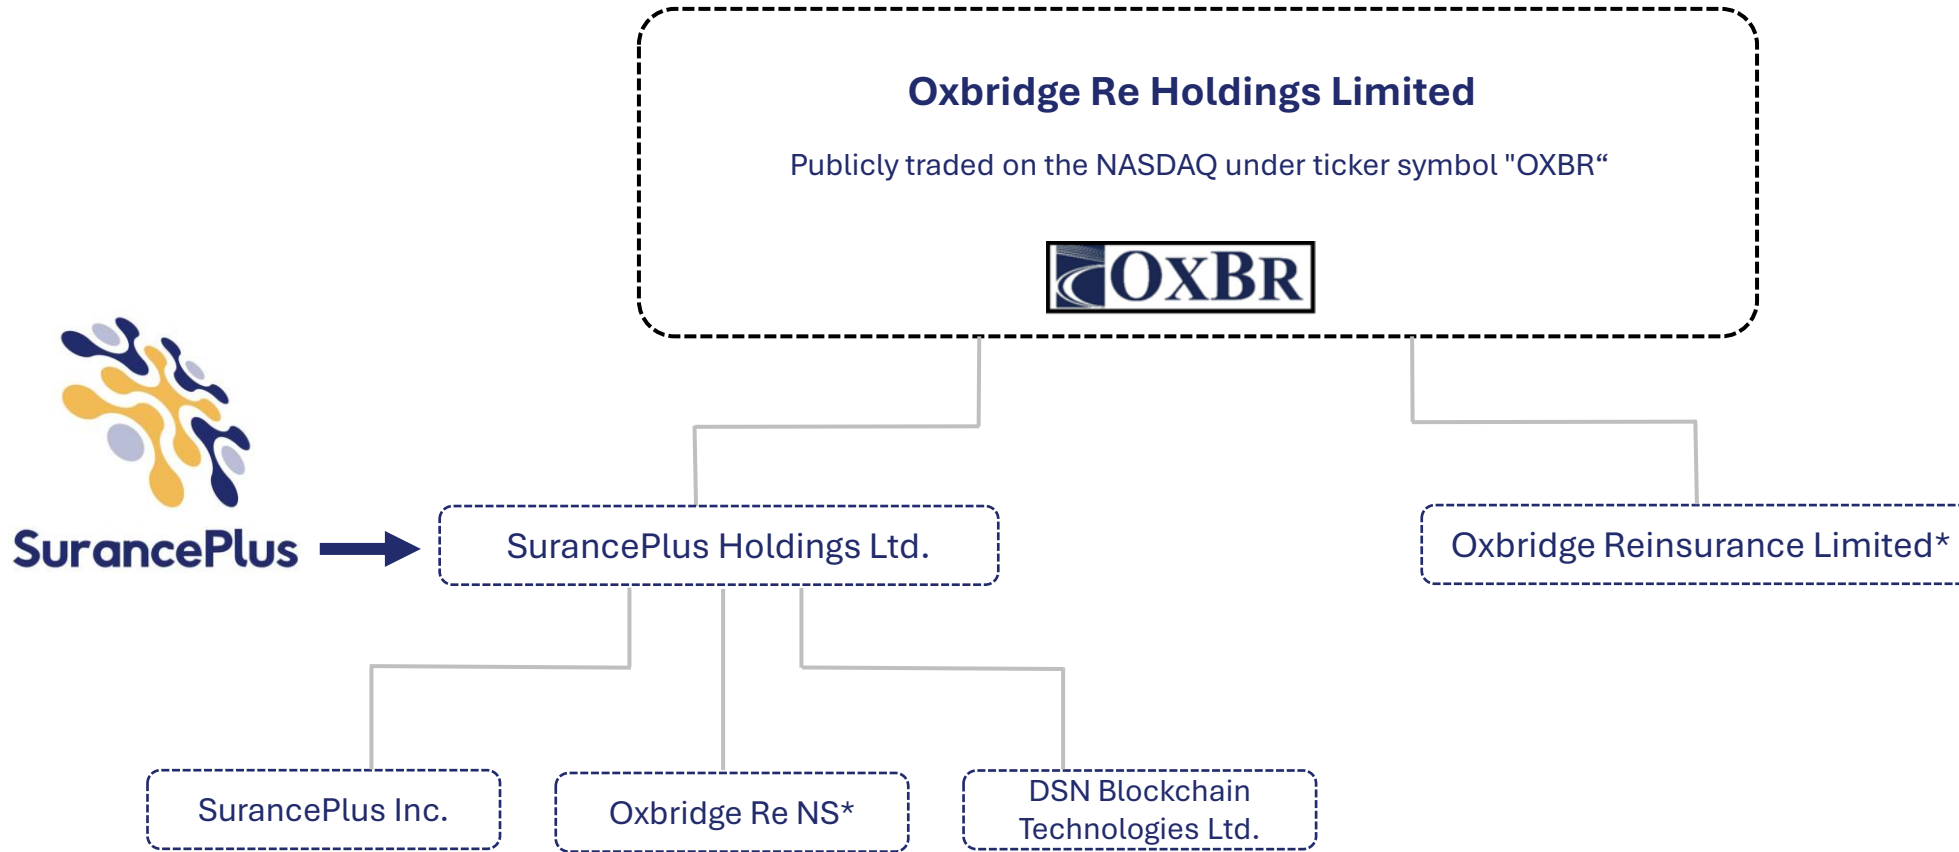 Oxbridge Re Holdings Limited
Publicly traded on the NASDAQ under ticker symbol "OXBR“
OXBR
SurancePlus
SurancePlus Holdings Ltd.
Oxbridge Reinsurance Limited*
SurancePlus Inc.
Oxbridge Re NS*
DSN Blockchain
Technologies Ltd.